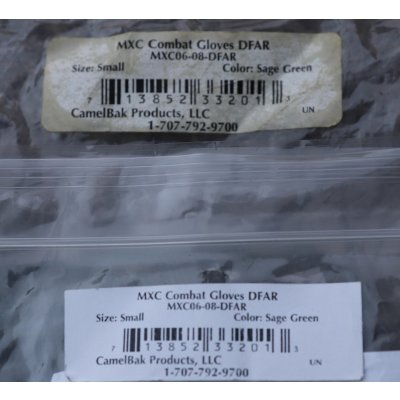 MXC Combat Gloves DFAR
MXC06-08-DFAR
Size: Small Color: Sage Green
7 13852 33201 3
CamelBak Products, LLC UN
1-707-792-9700
MXC Combat Gloves DFAR
MXC06-08-DFAR
Size: Small Color: Sage Green
7 13852 33201 3
CamelBak Products, LLC UN
1-707-792-9700